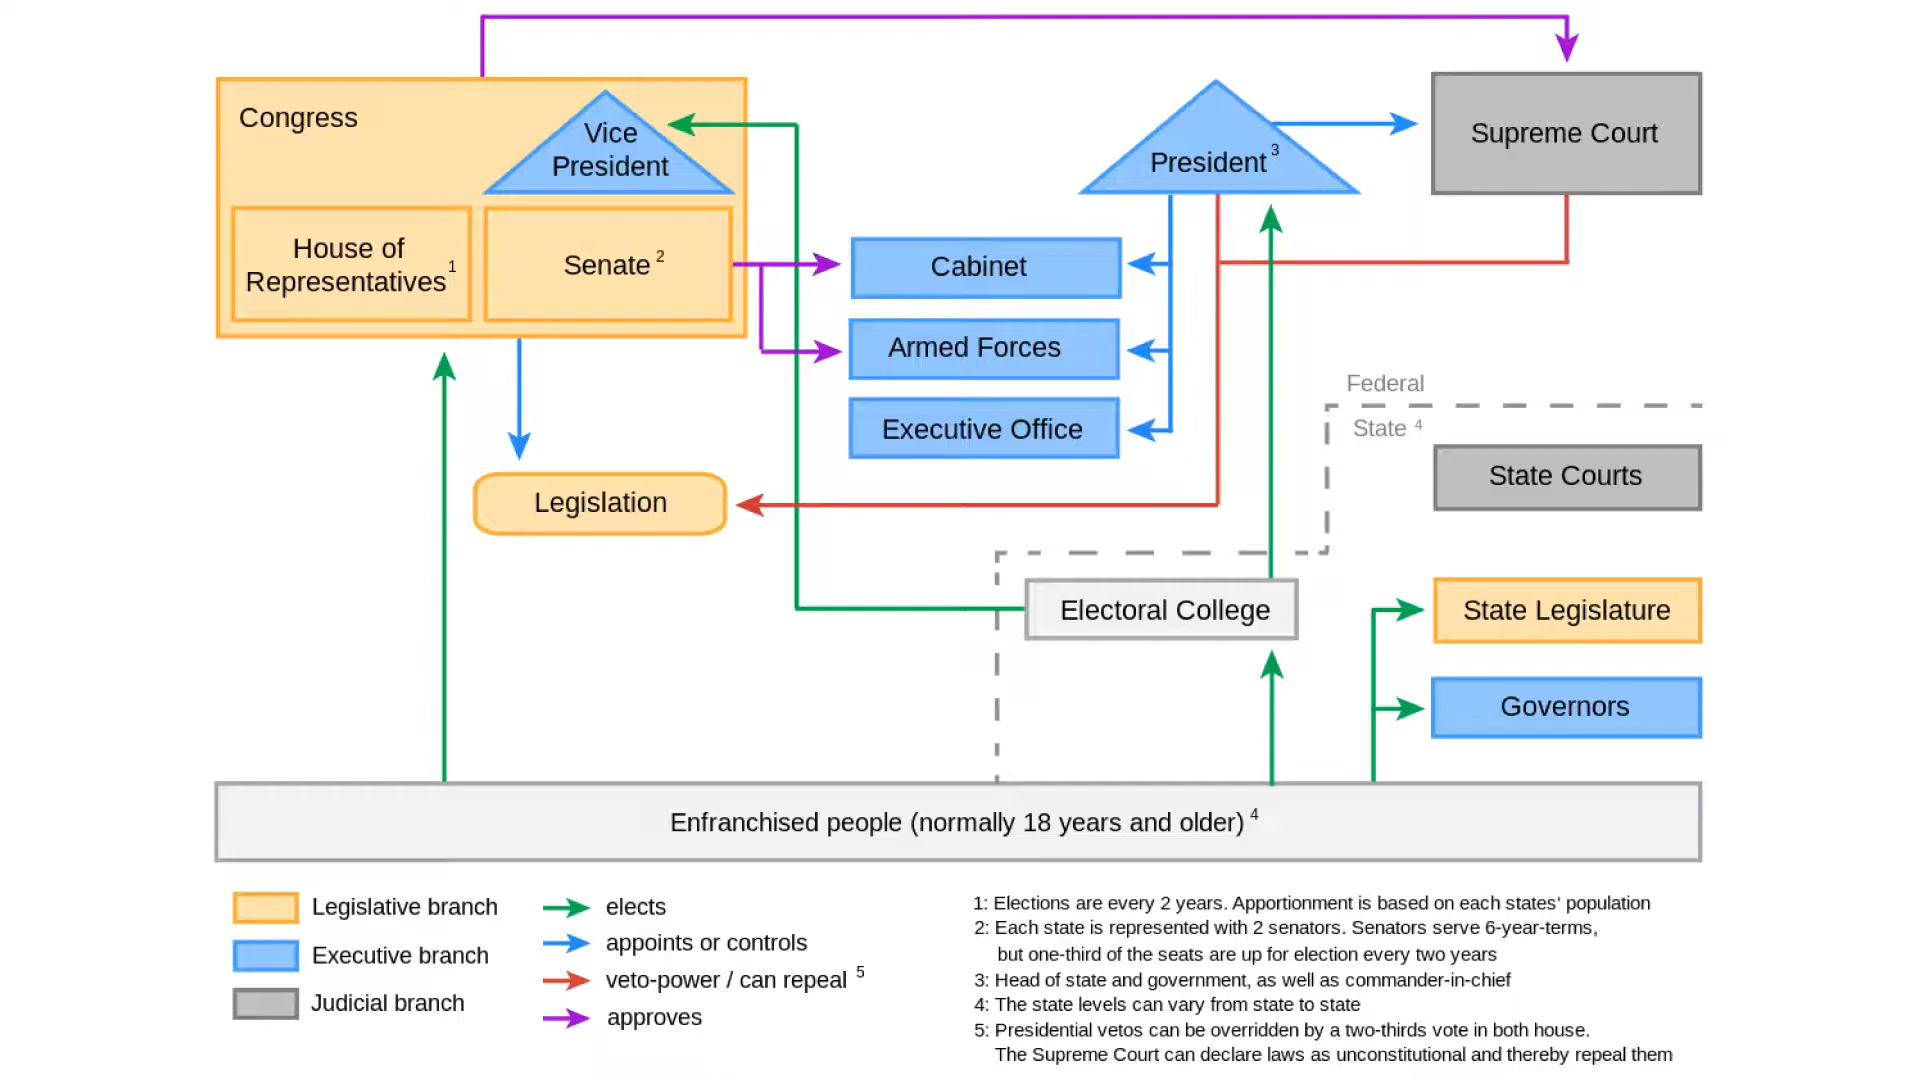 Congress
Vice
President
House of
Representatives 1
Senate 2
President 3
Supreme Court
Cabinet
Armed Forces
Executive Office
Legislation
Federal
State 4
State Courts
Electoral College
State Legislature
Governors
Enfranchised people (normally 18 years and older) 4
Legislative branch
Executive branch
Judicial branch
elects
appoints or controls
veto-power / can repeal 5
approves
1: Elections are every 2 years. Apportionment is based on each states' population
2: Each state is represented with 2 senators. Senators serve 6-year-terms,
but one-third of the seats are up for election every two years
3: Head of state and government, as well as commander-in-chief
4: The state levels can vary from state to state
5: Presidential vetos can be overridden by a two-thirds vote in both house.
The Supreme Court can declare laws as unconstitutional and thereby repeal them